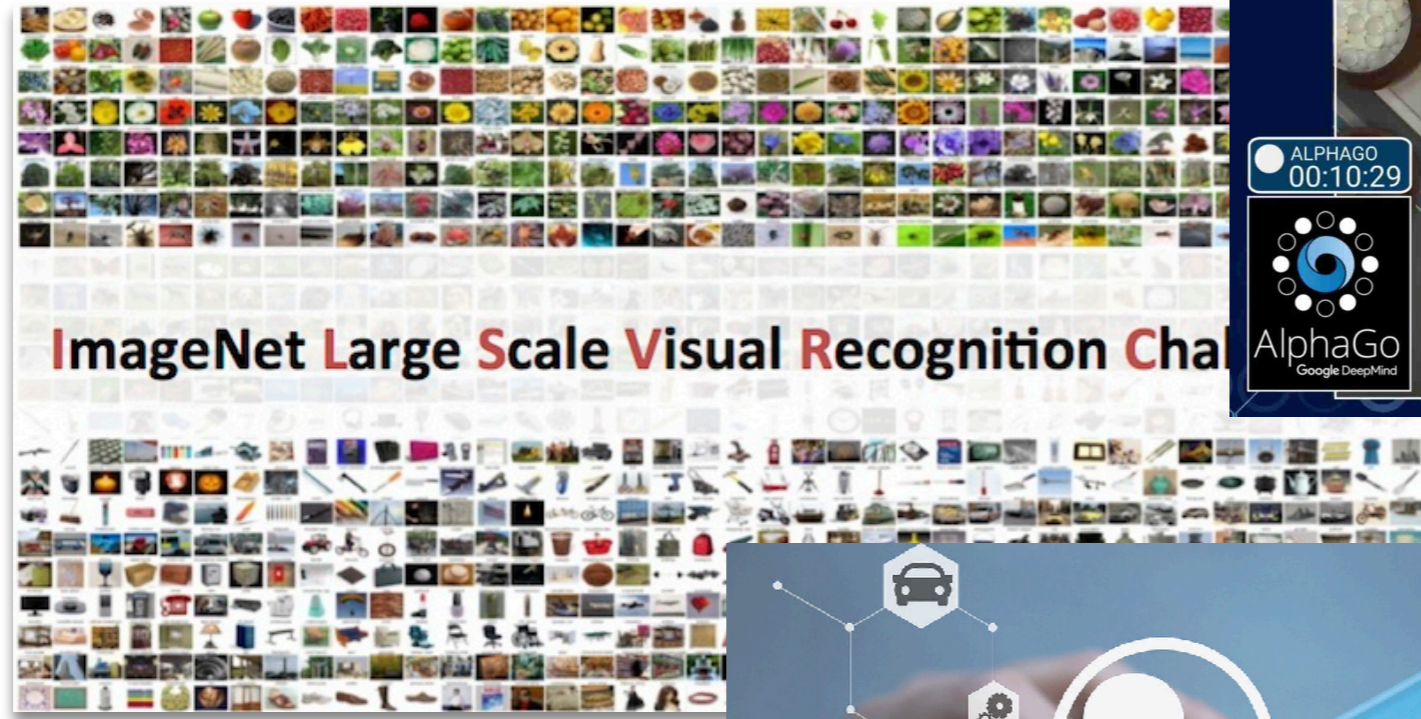 ImageNet Large Scale Visual Recognition Chal
ALPHAGO
00:10:29
AlphaGo
Google DeepMind